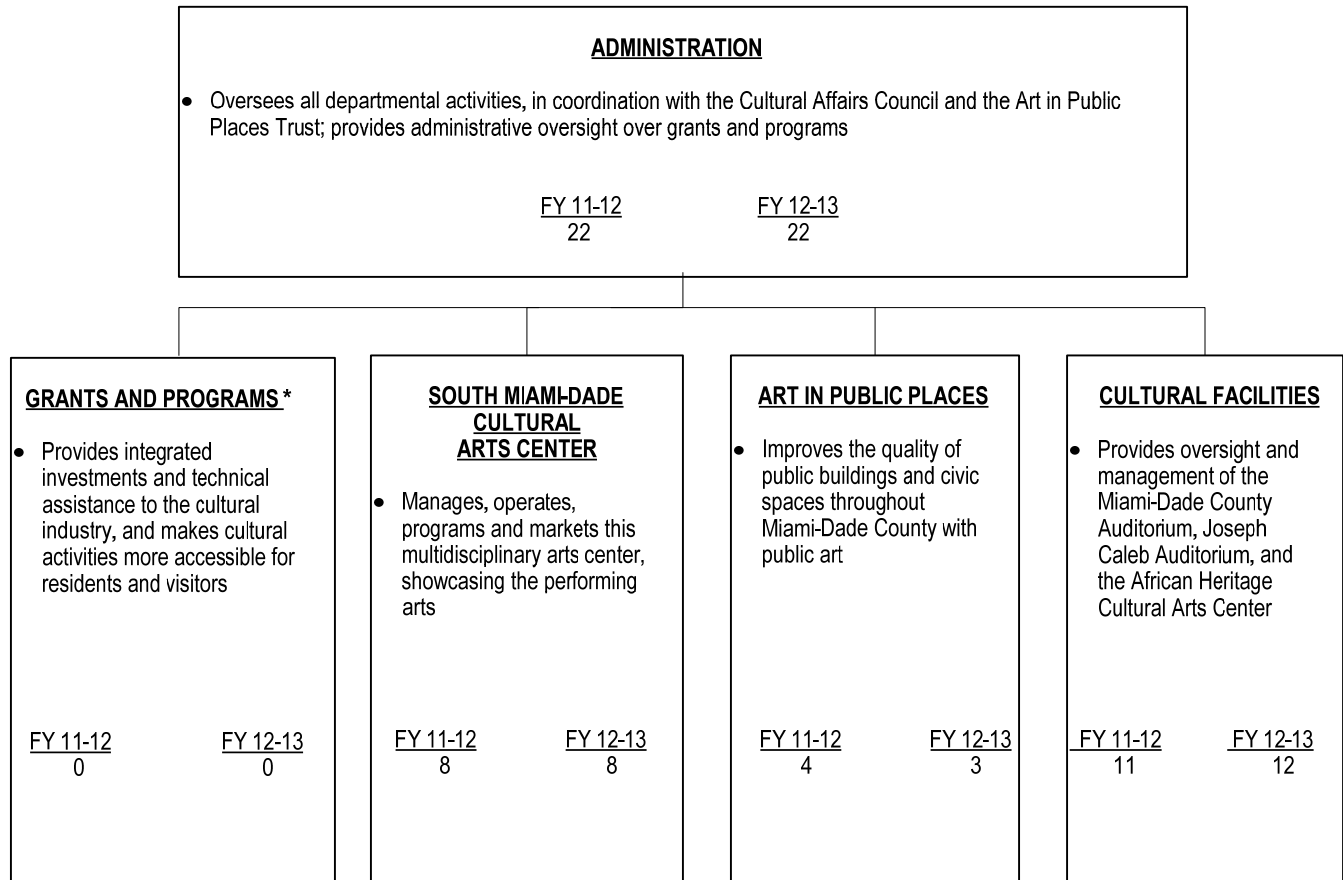 ADMINISTRATION
• Oversees all departmental activities, in coordination with the Cultural Affairs Council and the Art in Public
Places Trust; provides administrative oversight over grants and programs
FY 11-12 FY 12-13
22 22
GRANTS AND PROGRAMS *
• Provides integrated
investments and technical
assistance to the cultural
industry, and makes cultural
activities more accessible for
residents and visitors
FY 11-12 FY 12-13
0 0
SOUTH MIAMI-DADE
CULTURAL
ARTS CENTER
• Manages, operates,
programs and markets this
multidisciplinary arts center,
showcasing the performing
arts
FY 11-12 FY 12-13
8 8
ART IN PUBLIC PLACES
• Improves the quality of
public buildings and civic
spaces throughout
Miami-Dade County with
public art
FY 11-12 FY 12-13
4 3
CULTURAL FACILITIES
• Provides oversight and
management of the
Miami-Dade County
Auditorium, Joseph
Caleb Auditorium, and
the African Heritage
Cultural Arts Center
FY 11-12 FY 12-13
11 12